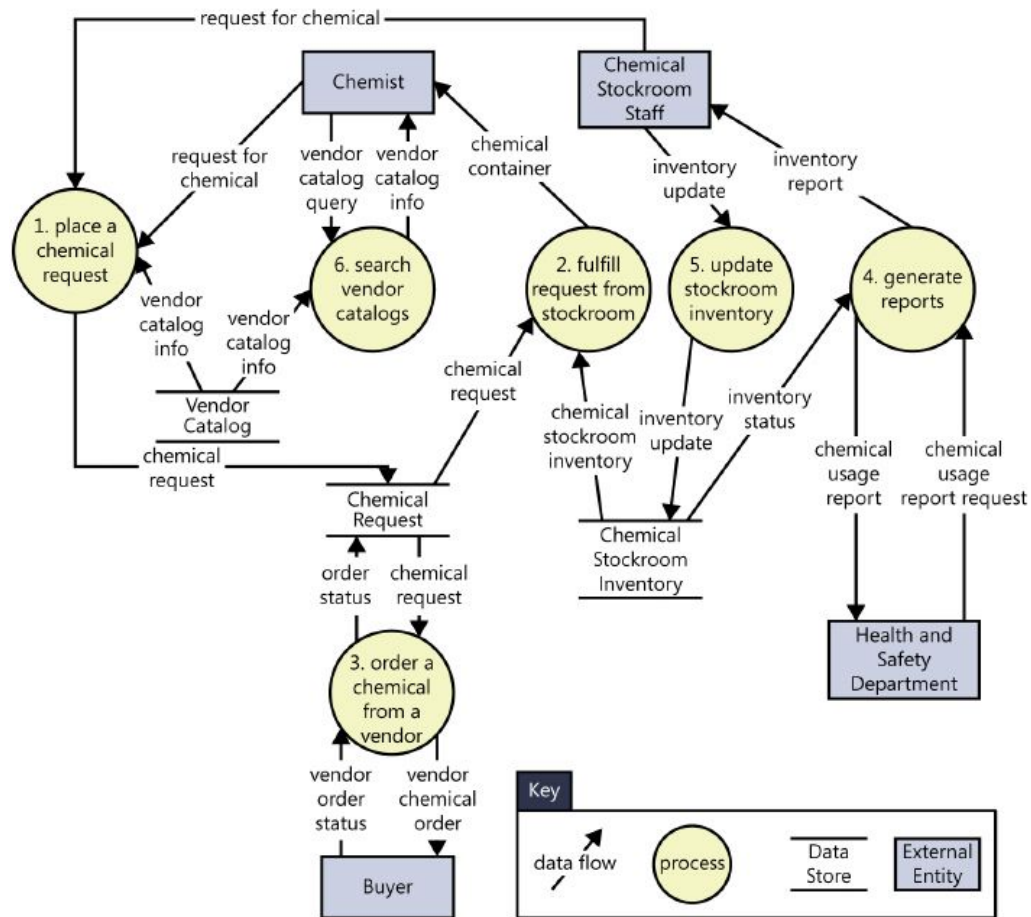 request for chemical
Chemist
Chemical
Stockroom
Staff
request for
chemical
vendor
catalog
query
vendor
catalog
info
chemical
container
inventory
update
inventory
report
1. place a
chemical
request
6. search
vendor
catalogs
2. fulfill
request from
stockroom
5. update
stockroom
inventory
4. generate
reports
vendor
catalog
info
vendor
catalog info
Vendor
Catalog
chemical
request
chemical
request
chemical
stockroom
inventory
inventory
update
inventory
status
chemical
usage
report
chemical
usage
report request
Chemical
Request
Chemical
Stockroom
Inventory
order
status
chemical
request
Health and
Safety
Department
3. order a
chemical
from a
vendor
vendor
order
status
vendor
chemical
order
Buyer
Key
data flow
process
Data
Store
External
Entity